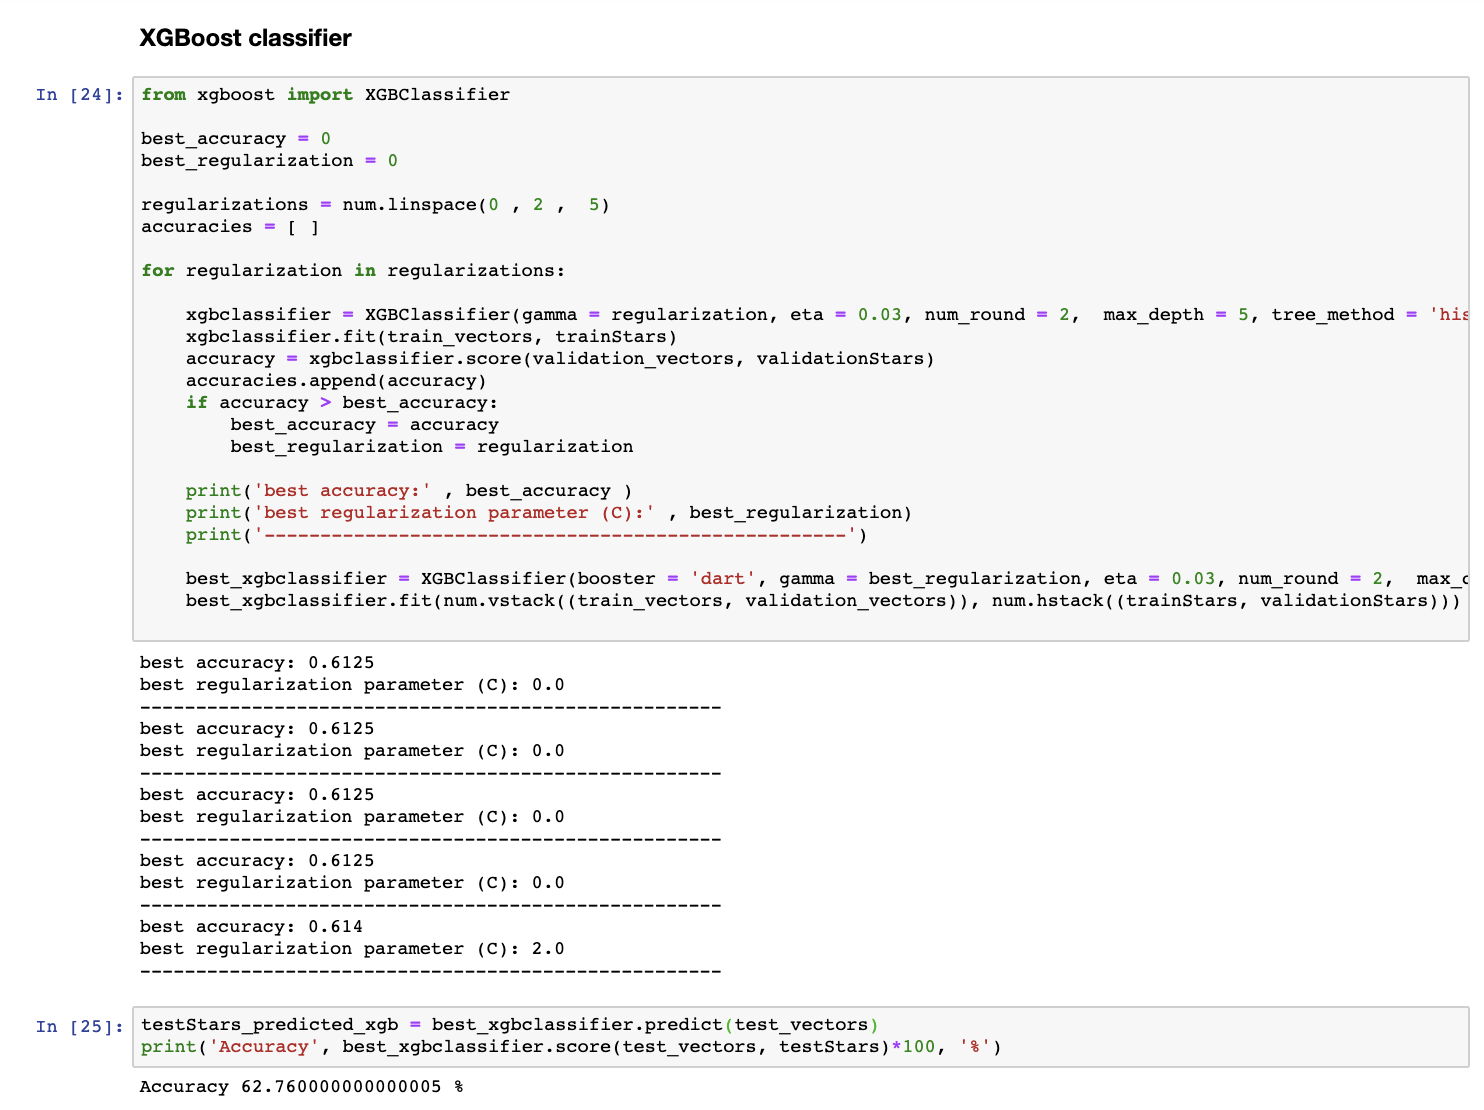 XGBoost classifier
In [24]:
from xgboost import XGBClassifier
best_accuracy = 0
best_regularization = 0
regularizations = num.linspace(0 , 2 ,  5)
accuracies = [ ]
for regularization in regularizations:
    xgbclassifier = XGBClassifier(gamma = regularization, eta = 0.03, num_round = 2,  max_depth = 5, tree_method = 'his
    xgbclassifier.fit(train_vectors, trainStars)
    accuracy = xgbclassifier.score(validation_vectors, validationStars)
    accuracies.append(accuracy)
    if accuracy > best_accuracy:
        best_accuracy = accuracy
        best_regularization = regularization
    print('best accuracy:' , best_accuracy )
    print('best regularization parameter (C):' , best_regularization)
    print('----------------------------------------------------')
    best_xgbclassifier = XGBClassifier(booster = 'dart', gamma = best_regularization, eta = 0.03, num_round = 2,  max_
    best_xgbclassifier.fit(num.vstack((train_vectors, validation_vectors)), num.hstack((trainStars, validationStars)))
best accuracy: 0.6125
best regularization parameter (C): 0.0
----------------------------------------------------
best accuracy: 0.6125
best regularization parameter (C): 0.0
----------------------------------------------------
best accuracy: 0.6125
best regularization parameter (C): 0.0
----------------------------------------------------
best accuracy: 0.6125
best regularization parameter (C): 0.0
----------------------------------------------------
best accuracy: 0.614
best regularization parameter (C): 2.0
----------------------------------------------------
In [25]:
testStars_predicted_xgb = best_xgbclassifier.predict(test_vectors)
print('Accuracy', best_xgbclassifier.score(test_vectors, testStars)*100, '%')
Accuracy 62.760000000000005 %